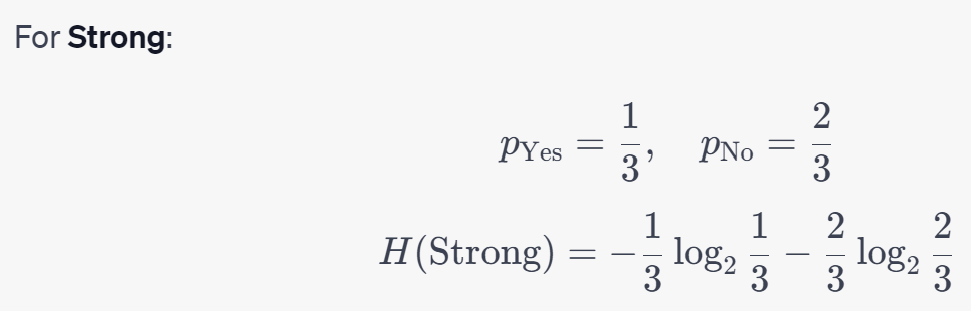 For Strong:
p_Yes = 1/3, p_No = 2/3
H(Strong) = −1/3 log₂ 1/3 − 2/3 log₂ 2/3